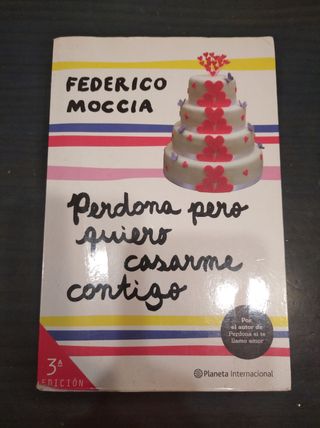 FEDERICO
MOCCIA
Perdona pero
quiero
casarme
contigo
Por
el autor de
Perdona si te
llamo amor
3ª
EDICIÓN
Planeta Internacional